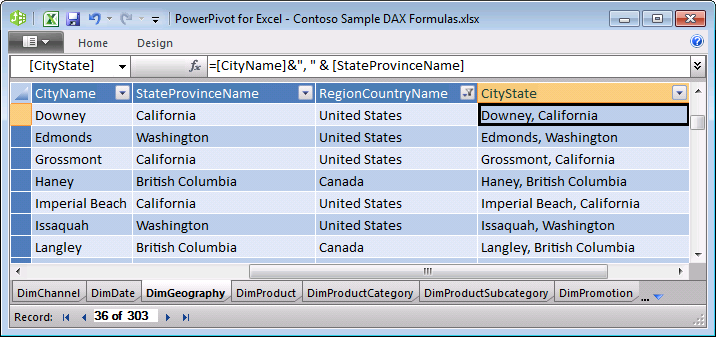 PowerPivot for Excel - Contoso Sample DAX Formulas.xlsx
Home Design
[CityState] fx =[CityName]&", " & [StateProvinceName]
CityName StateProvinceName RegionCountryName CityState
Downey California United States Downey, California
Edmonds Washington United States Edmonds, Washington
Grossmont California United States Grossmont, California
Haney British Columbia Canada Haney, British Columbia
Imperial Beach California United States Imperial Beach, California
Issaquah Washington United States Issaquah, Washington
Langley British Columbia Canada Langley, British Columbia
DimChannel DimDate DimGeography DimProduct DimProductCategory DimProductSubcategory DimPromotion ...
Record: 36 of 303